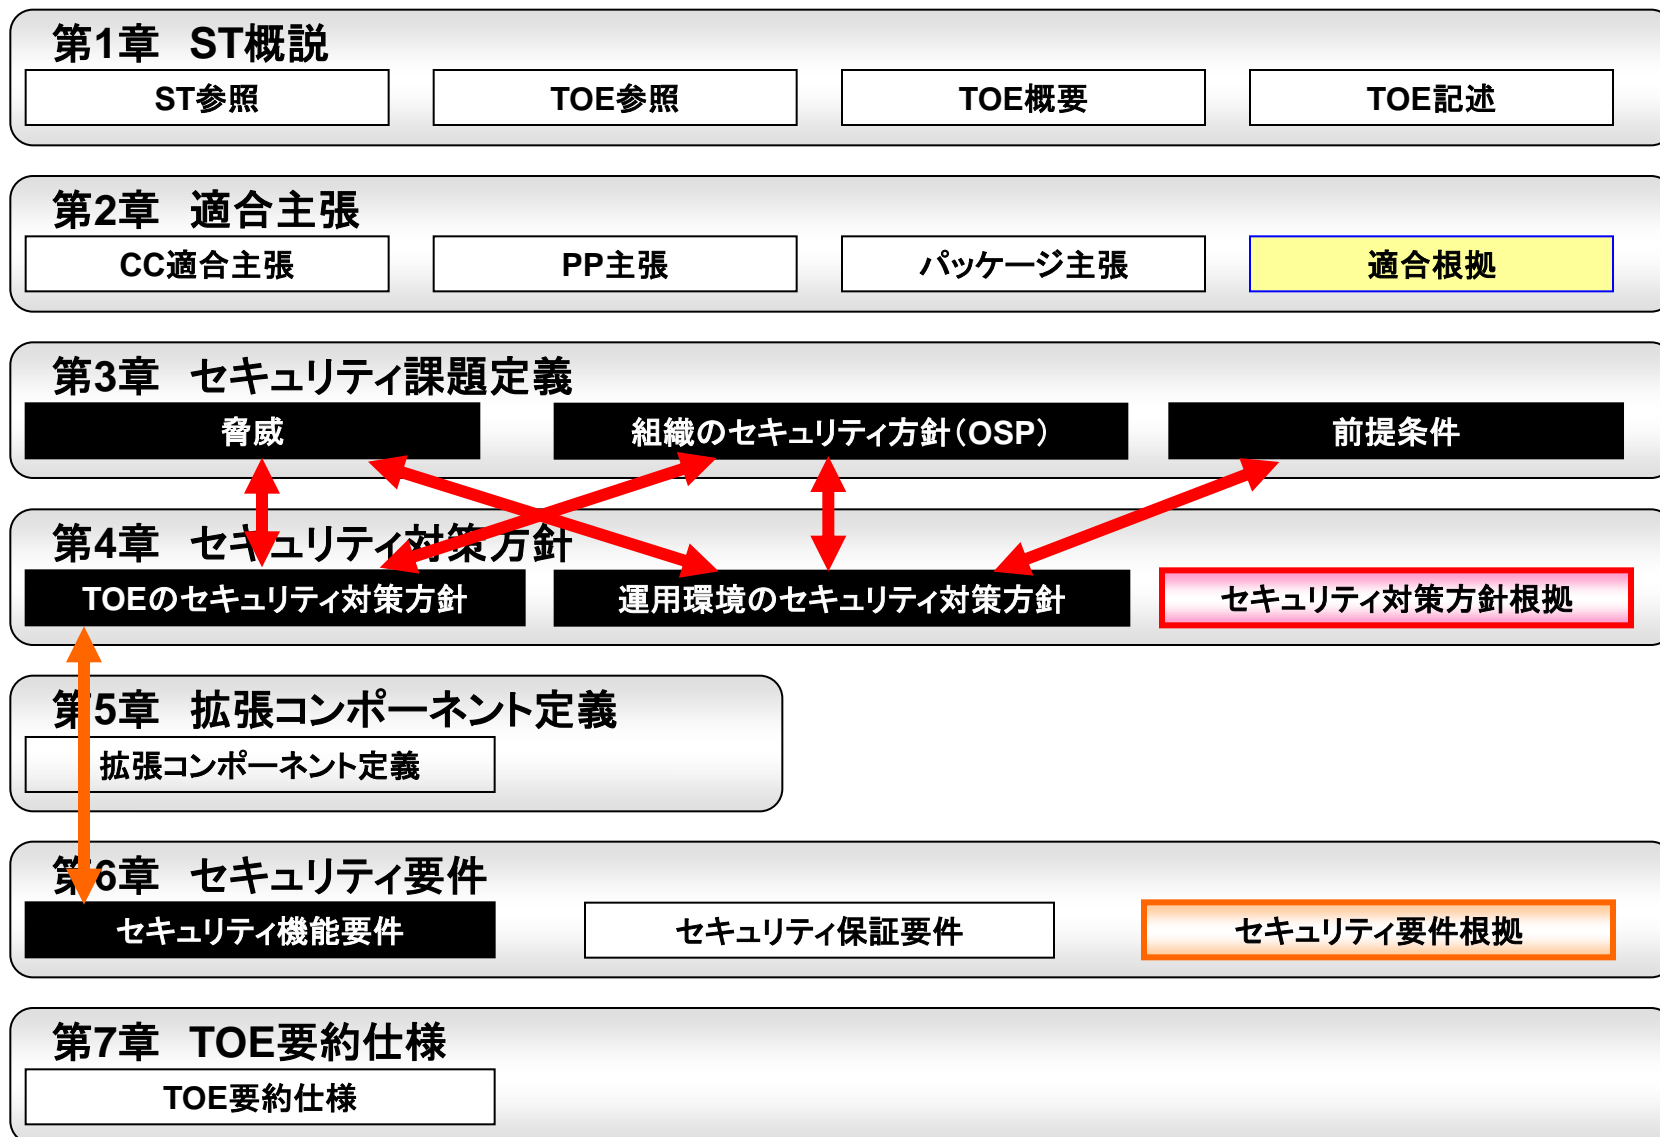 第1章 ST概説
ST参照 TOE参照 TOE概要 TOE記述
第2章 適合主張
CC適合主張 PP主張 パッケージ主張 適合根拠
第3章 セキュリティ課題定義
脅威 組織のセキュリティ方針（OSP） 前提条件
第4章 セキュリティ対策方針
TOEのセキュリティ対策方針 運用環境のセキュリティ対策方針 セキュリティ対策方針根拠
第5章 拡張コンポーネント定義
拡張コンポーネント定義
第6章 セキュリティ要件
セキュリティ機能要件 セキュリティ保証要件 セキュリティ要件根拠
第7章 TOE要約仕様
TOE要約仕様